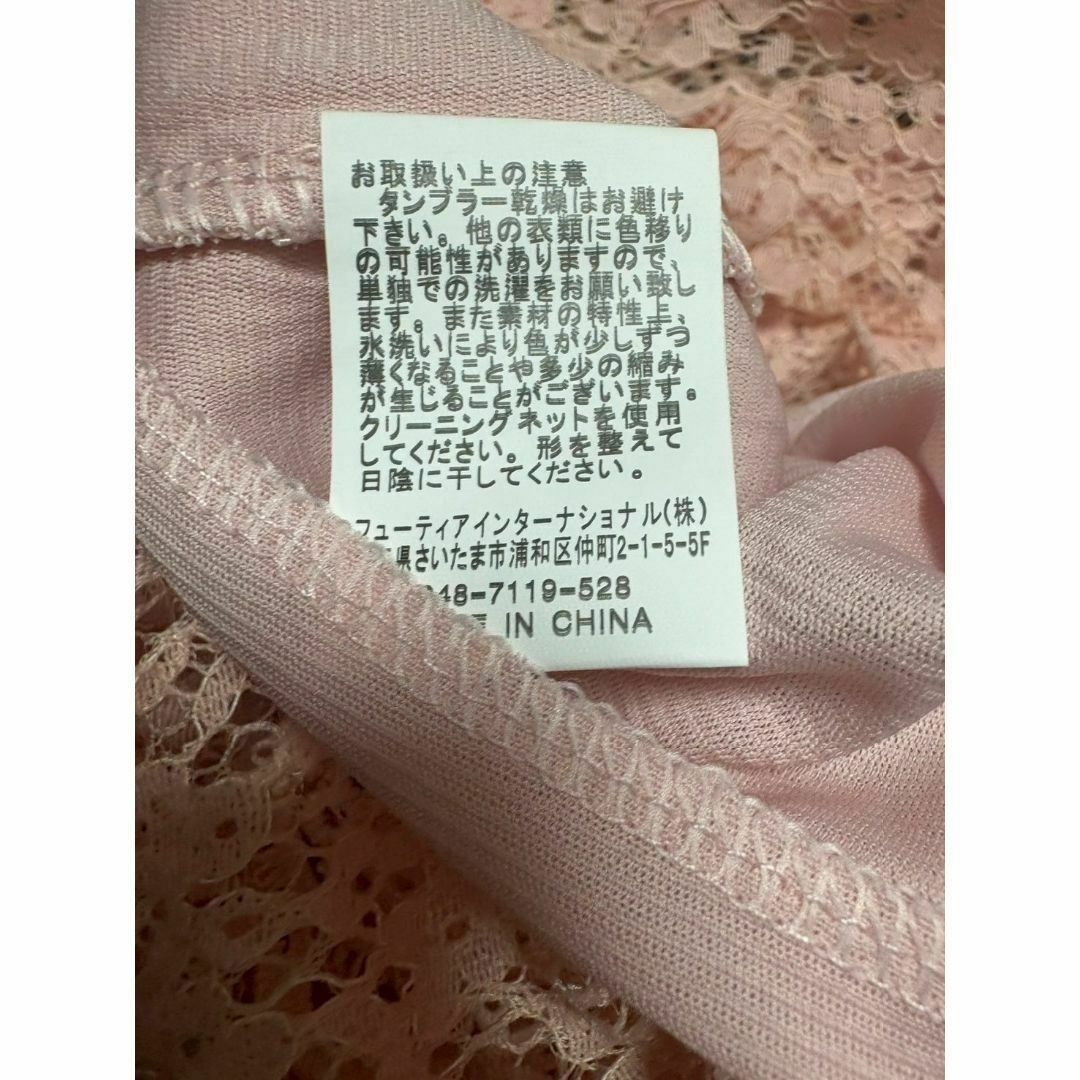 お取扱い上の注意
タンブラー乾燥はお避け
下さい。他の衣類に色移り
の可能性がありますので、
単独での洗濯をお願い致し
ます。また素材の特性上、
水洗いにより色が少しずつ
薄くなることや多少の縮み
が生じることがございます。
クリーニングネットを使用
してください。形を整えて
日陰に干してください。
フューティアインターナショナル(株)
県さいたま市浦和区仲町2-1-5-5F
48-7119-528
IN CHINA